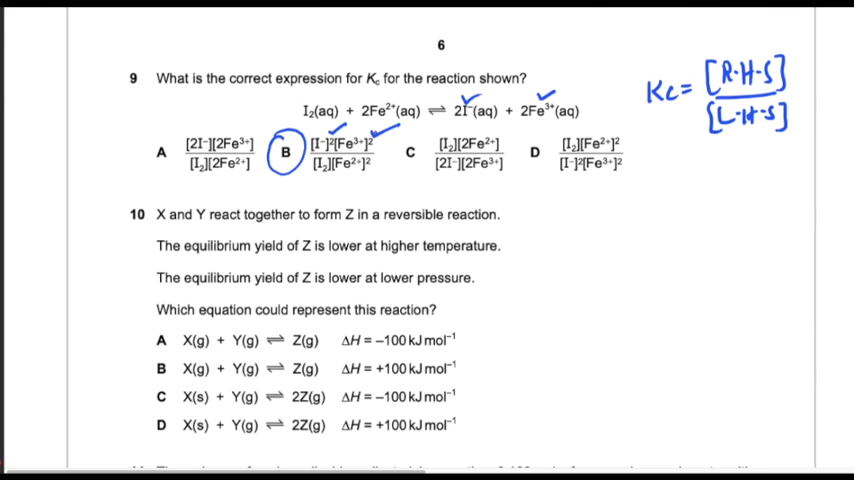 6
9 What is the correct expression for Kc for the reaction shown?
I₂(aq) + 2Fe²⁺(aq) ⇌ 2I⁻(aq) + 2Fe³⁺(aq)
A [2I⁻][2Fe³⁺] / [I₂][2Fe²⁺] B [I⁻]²[Fe³⁺]² / [I₂][Fe²⁺]² C [I₂][2Fe²⁺] / [2I⁻][2Fe³⁺] D [I₂][Fe²⁺]² / [I⁻]²[Fe³⁺]²
Kc = [R·H·S] / [L·H·S]
10 X and Y react together to form Z in a reversible reaction.
The equilibrium yield of Z is lower at higher temperature.
The equilibrium yield of Z is lower at lower pressure.
Which equation could represent this reaction?
A X(g) + Y(g) ⇌ Z(g) ΔH = –100 kJ mol⁻¹
B X(g) + Y(g) ⇌ Z(g) ΔH = +100 kJ mol⁻¹
C X(s) + Y(g) ⇌ 2Z(g) ΔH = –100 kJ mol⁻¹
D X(s) + Y(g) ⇌ 2Z(g) ΔH = +100 kJ mol⁻¹